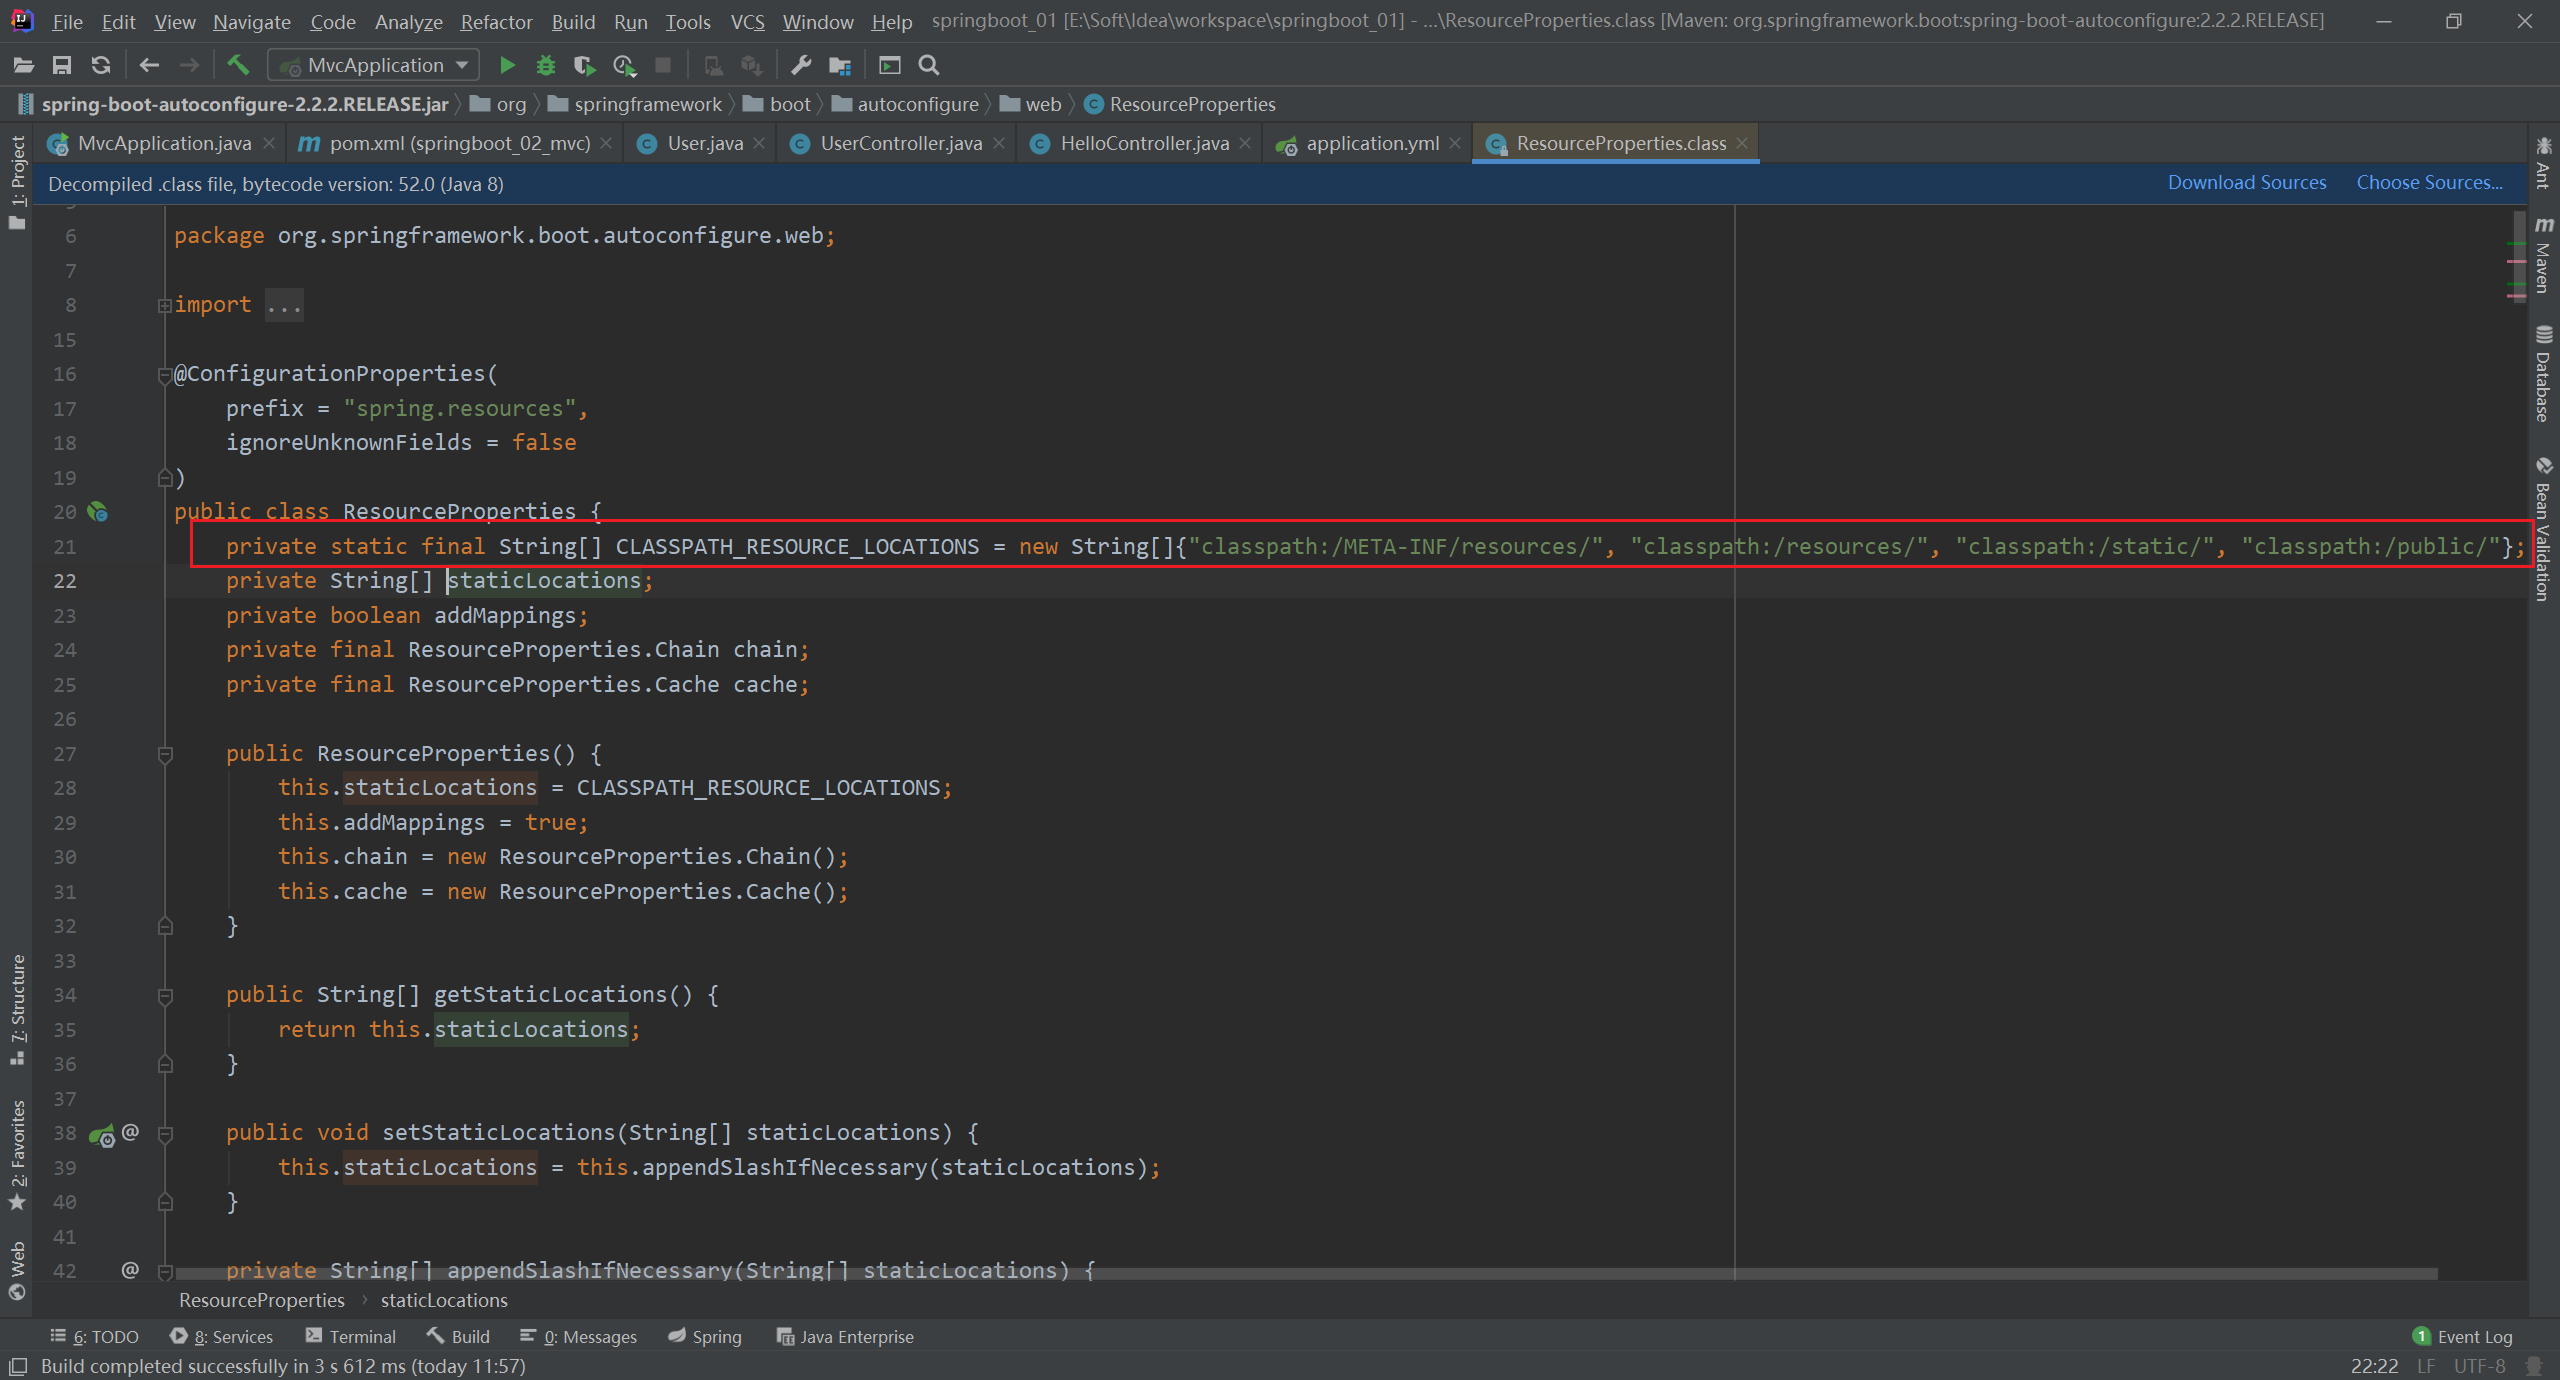 File Edit View Navigate Code Analyze Refactor Build Run Tools VCS Window Help springboot_01 [E:\Soft\Idea\workspace\springboot_01] - ...\ResourceProperties.class [Maven: org.springframework.boot:spring-boot-autoconfigure:2.2.2.RELEASE]
MvcApplication
spring-boot-autoconfigure-2.2.2.RELEASE.jar org springframework boot autoconfigure web ResourceProperties
MvcApplication.java pom.xml (springboot_02_mvc) User.java UserController.java HelloController.java application.yml ResourceProperties.class
Decompiled .class file, bytecode version: 52.0 (Java 8) Download Sources Choose Sources...
6 package org.springframework.boot.autoconfigure.web;
7
8 import ...
15
16 @ConfigurationProperties(
17 prefix = "spring.resources",
18 ignoreUnknownFields = false
19 )
20 public class ResourceProperties {
21 private static final String[] CLASSPATH_RESOURCE_LOCATIONS = new String[]{"classpath:/META-INF/resources/", "classpath:/resources/", "classpath:/static/", "classpath:/public/"};
22 private String[] staticLocations;
23 private boolean addMappings;
24 private final ResourceProperties.Chain chain;
25 private final ResourceProperties.Cache cache;
26
27 public ResourceProperties() {
28 this.staticLocations = CLASSPATH_RESOURCE_LOCATIONS;
29 this.addMappings = true;
30 this.chain = new ResourceProperties.Chain();
31 this.cache = new ResourceProperties.Cache();
32 }
33
34 public String[] getStaticLocations() {
35 return this.staticLocations;
36 }
37
38 @ public void setStaticLocations(String[] staticLocations) {
39 this.staticLocations = this.appendSlashIfNecessary(staticLocations);
40 }
41
42 @ private String[] appendSlashIfNecessary(String[] staticLocations) {
ResourceProperties staticLocations
1: Project
7: Structure
2: Favorites
Web
Ant
Maven
Database
Bean Validation
6: TODO 8: Services Terminal Build 0: Messages Spring Java Enterprise 1 Event Log
Build completed successfully in 3 s 612 ms (today 11:57) 22:22 LF UTF-8